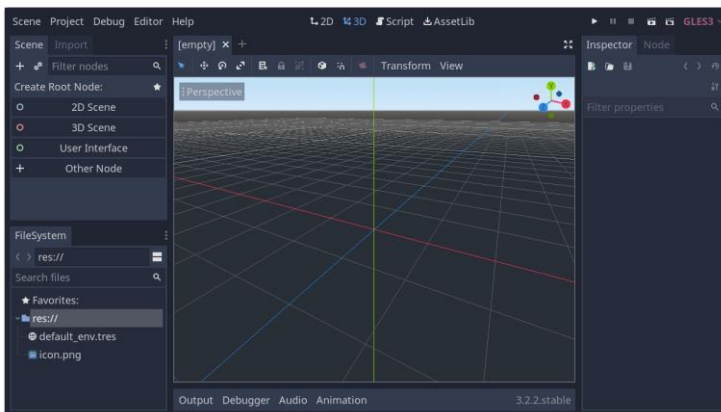 Scene Project Debug Editor Help 2D 3D Script AssetLib GLES3
Scene Import [empty] Inspector Node
Filter nodes Transform View
Create Root Node: Perspective Y
2D Scene Filter properties
3D Scene
User Interface
Other Node
FileSystem
res://
Search files
Favorites:
res://
default_env.tres
icon.png
Output Debugger Audio Animation 3.2.2.stable